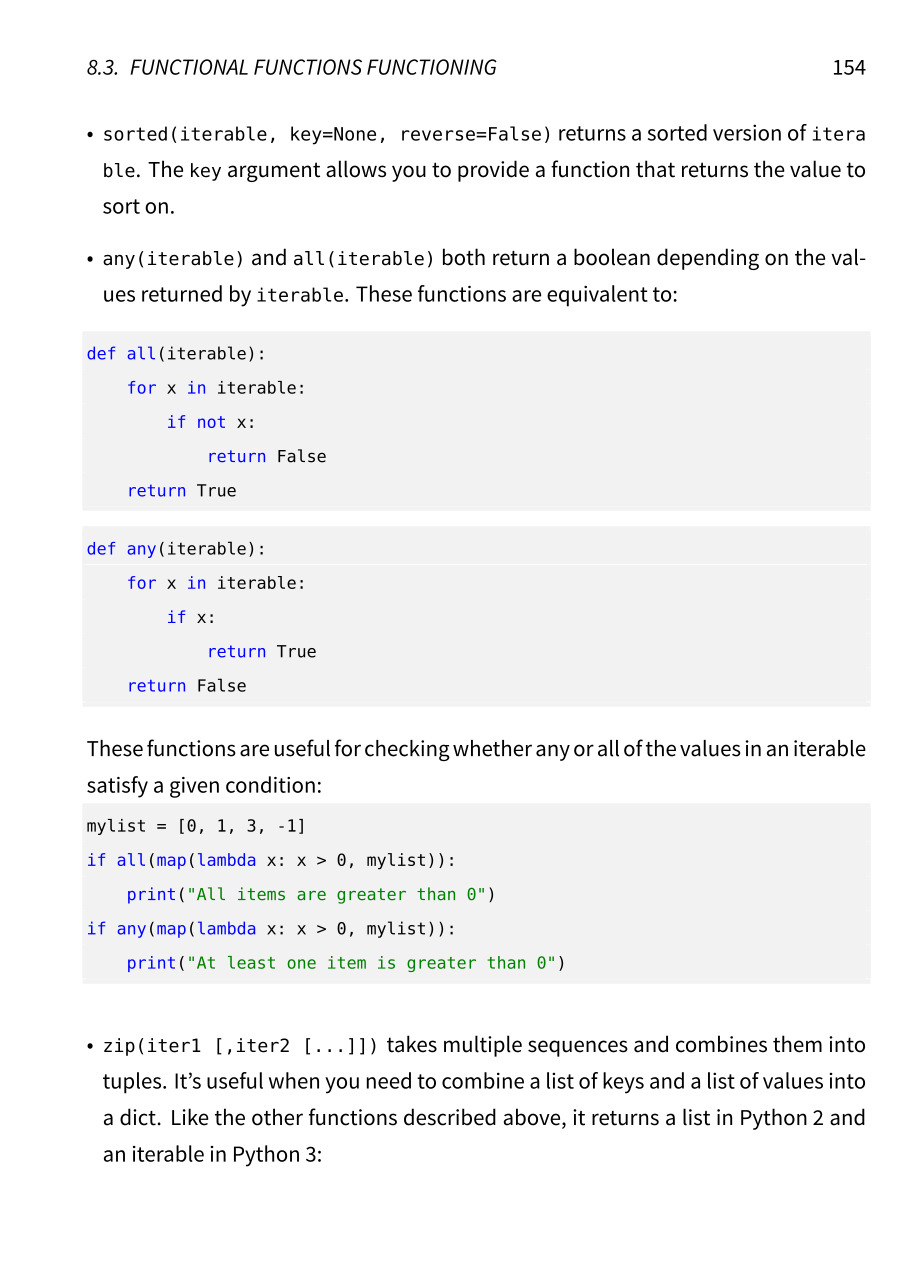 8.3. FUNCTIONAL FUNCTIONS FUNCTIONING 154
• sorted(iterable, key=None, reverse=False) returns a sorted version of itera
ble. The key argument allows you to provide a function that returns the value to
sort on.
• any(iterable) and all(iterable) both return a boolean depending on the val-
ues returned by iterable. These functions are equivalent to:
def all(iterable):
    for x in iterable:
        if not x:
            return False
    return True
def any(iterable):
    for x in iterable:
        if x:
            return True
    return False
These functions are useful for checking whether any or all of the values in an iterable
satisfy a given condition:
mylist = [0, 1, 3, -1]
if all(map(lambda x: x > 0, mylist)):
    print("All items are greater than 0")
if any(map(lambda x: x > 0, mylist)):
    print("At least one item is greater than 0")
• zip(iter1 [,iter2 [...]]) takes multiple sequences and combines them into
tuples. It’s useful when you need to combine a list of keys and a list of values into
a dict. Like the other functions described above, it returns a list in Python 2 and
an iterable in Python 3: